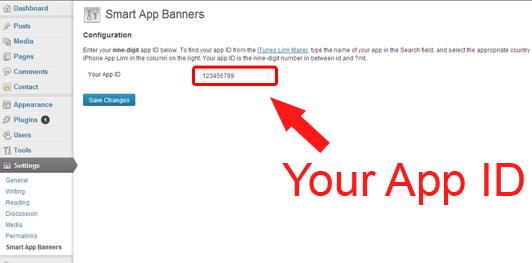 Dashboard
Posts
Media
Pages
Comments
Contact
Appearance
Plugins 1
Users
Tools
Settings
General
Writing
Reading
Discussion
Media
Permalinks
Smart App Banners
Smart App Banners
Configuration
Enter your nine-digit app ID below. To find your app ID from the iTunes Link Maker, type the name of your app in the Search field, and select the appropriate country
iPhone App Link in the column on the right. Your app ID is the nine-digit number in between id and ?mt.
Your App ID 123456789
Save Changes
Your App ID